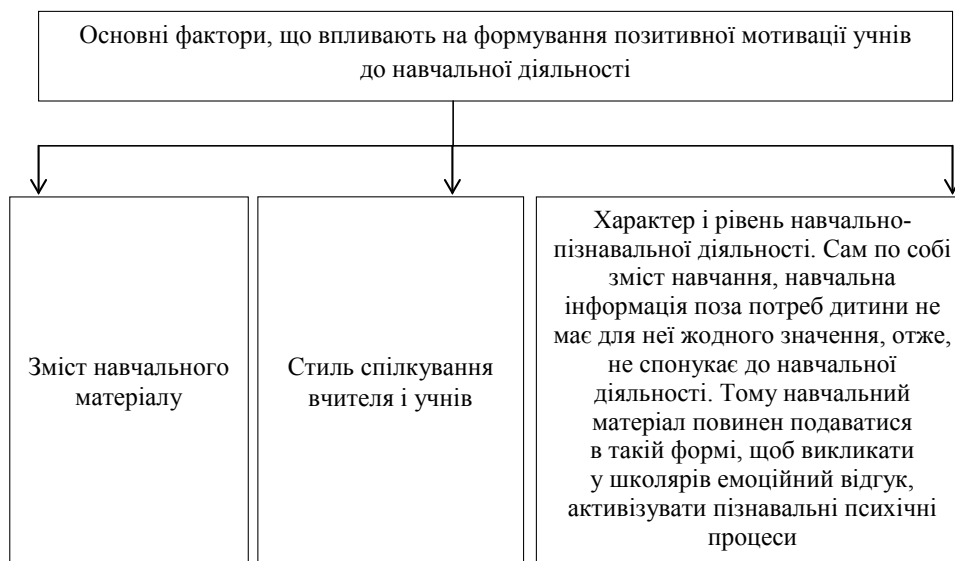 Основні фактори, що впливають на формування позитивної мотивації учнів
до навчальної діяльності
Зміст навчального
матеріалу
Стиль спілкування
вчителя і учнів
Характер і рівень навчально-
пізнавальної діяльності. Сам по собі
зміст навчання, навчальна
інформація поза потреб дитини не
має для неї жодного значення, отже,
не спонукає до навчальної
діяльності. Тому навчальний
матеріал повинен подаватися
в такій формі, щоб викликати
у школярів емоційний відгук,
активізувати пізнавальні психічні
процеси